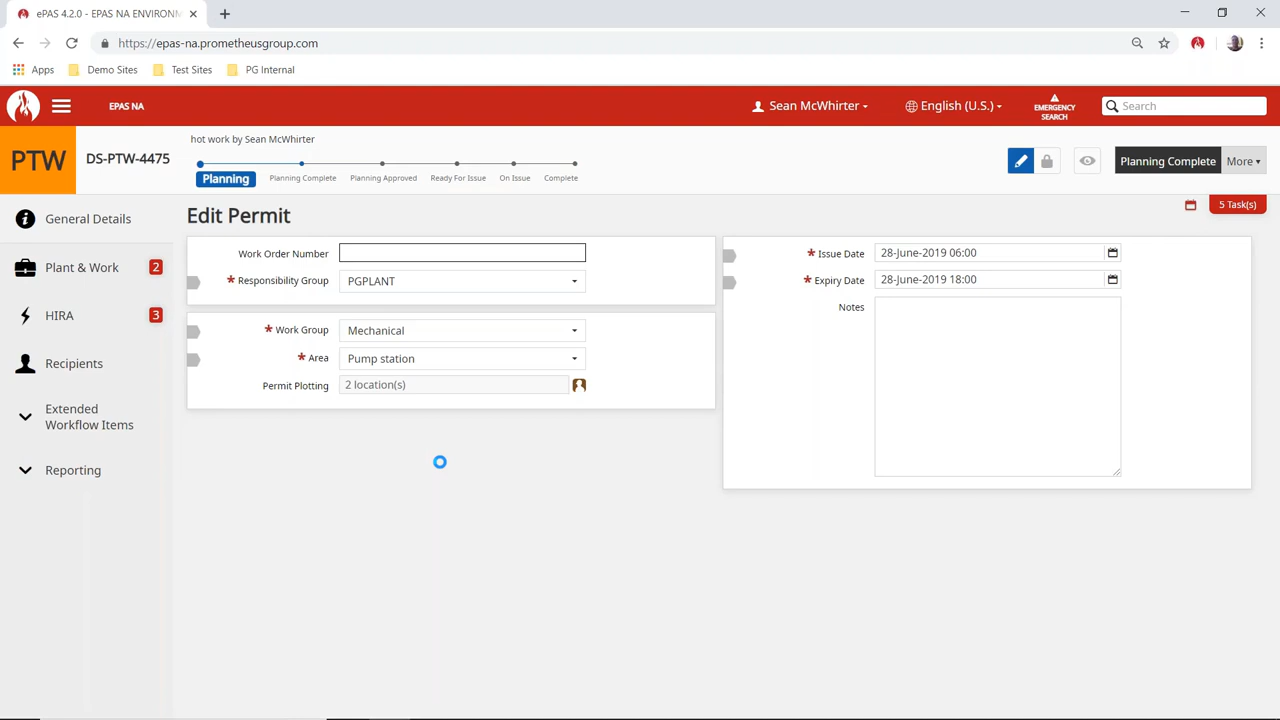 ePAS 4.2.0 - EPAS NA ENVIRONM
https://epas-na.prometheusgroup.com
Apps Demo Sites Test Sites PG Internal
EPAS NA
Sean McWhirter
English (U.S.)
EMERGENCY
SEARCH
Search
PTW
DS-PTW-4475
hot work by Sean McWhirter
Planning
Planning Complete
Planning Approved
Ready For Issue
On Issue
Complete
Planning Complete
More
General Details
Plant & Work 2
HIRA 3
Recipients
Extended
Workflow Items
Reporting
Edit Permit
5 Task(s)
Work Order Number
* Responsibility Group PGPLANT
* Work Group Mechanical
* Area Pump station
Permit Plotting 2 location(s)
* Issue Date 28-June-2019 06:00
* Expiry Date 28-June-2019 18:00
Notes